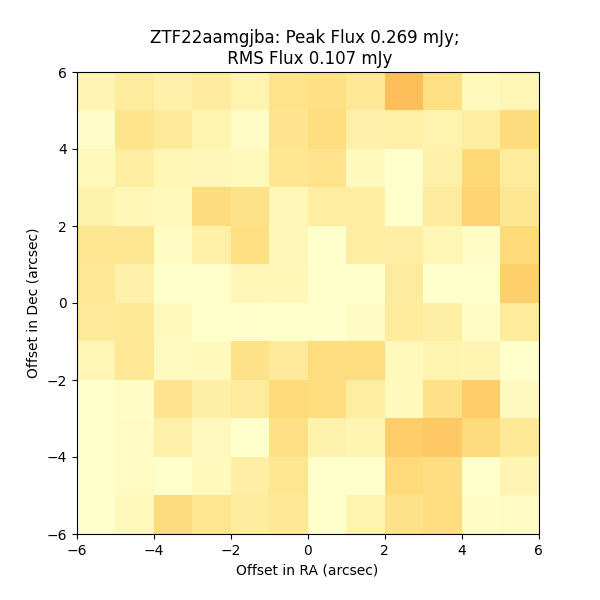 ZTF22aamgjba: Peak Flux 0.269 mJy;
RMS Flux 0.107 mJy
6
4
2
0
−2
−4
−6
Offset in Dec (arcsec)
−6 −4 −2 0 2 4 6
Offset in RA (arcsec)